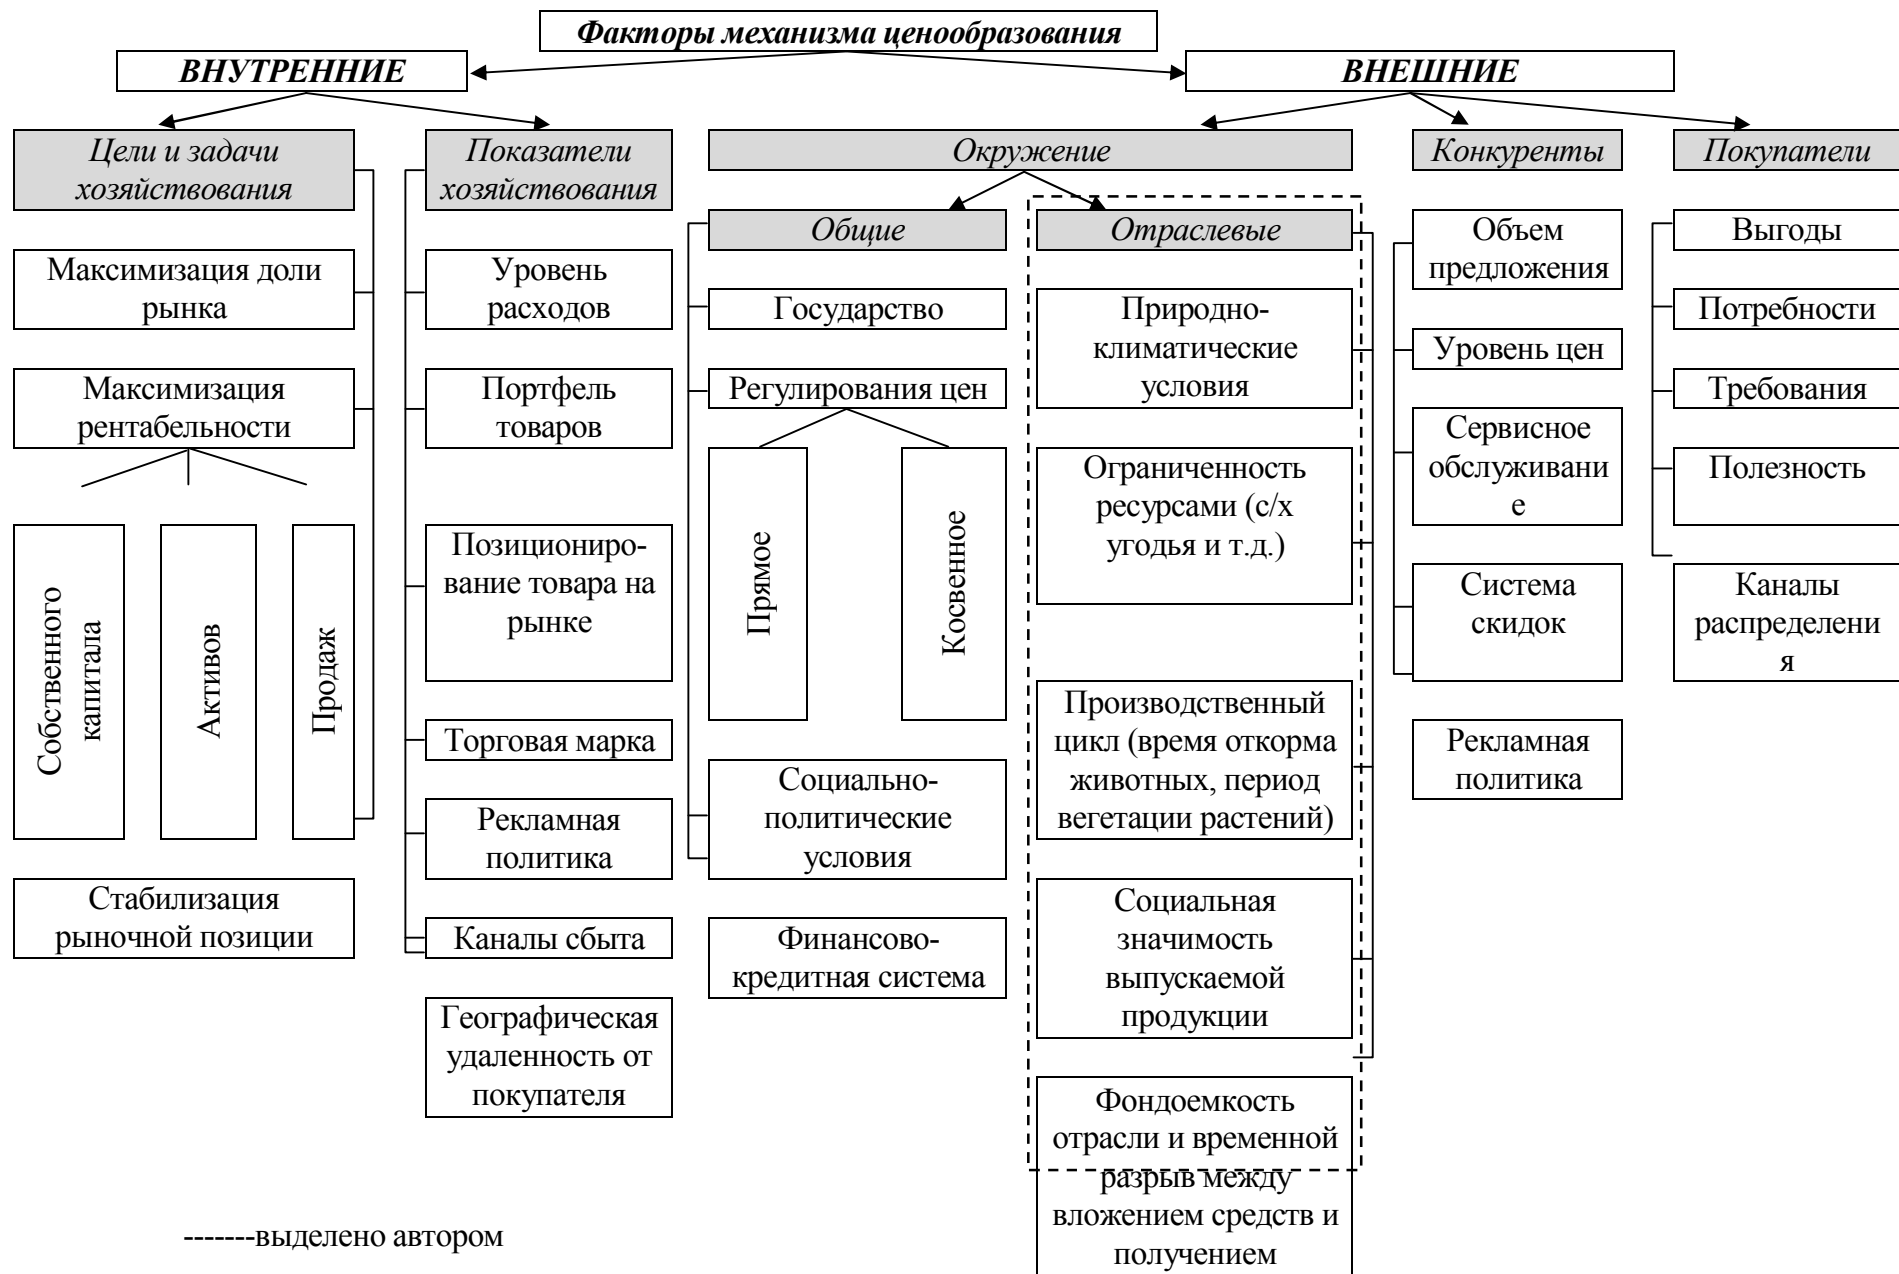 Факторы механизма ценообразования
ВНУТРЕННИЕ
ВНЕШНИЕ
Цели и задачи
хозяйствования
Максимизация доли
рынка
Максимизация
рентабельности
Собственного
капитала
Активов
Продаж
Стабилизация
рыночной позиции
Показатели
хозяйствования
Уровень
расходов
Портфель
товаров
Позициониро-
вание товара на
рынке
Торговая марка
Рекламная
политика
Каналы сбыта
Географическая
удаленность от
покупателя
Окружение
Общие
Государство
Регулирования цен
Прямое
Косвенное
Социально-
политические
условия
Финансово-
кредитная система
Отраслевые
Природно-
климатические
условия
Ограниченность
ресурсами (с/х
угодья и т.д.)
Производственный
цикл (время откорма
животных, период
вегетации растений)
Социальная
значимость
выпускаемой
продукции
Фондоемкость
отрасли и временной
разрыв между
вложением средств и
получением
Конкуренты
Объем
предложения
Уровень цен
Сервисное
обслуживани
е
Система
скидок
Рекламная
политика
Покупатели
Выгоды
Потребности
Требования
Полезность
Каналы
распределени
я
-------выделено автором